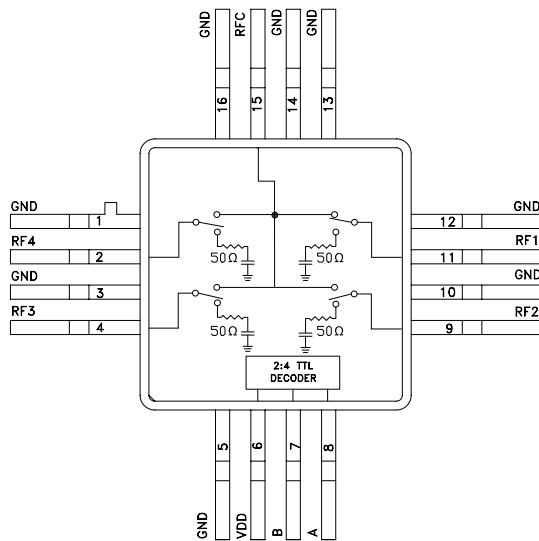 GND
RFC
GND
GND
16
15
14
13
GND
1
RF4
2
GND
3
RF3
4
GND
12
RF1
11
GND
10
RF2
9
50Ω
50Ω
50Ω
50Ω
2:4 TTL
DECODER
5
6
7
8
GND
VDD
B
A